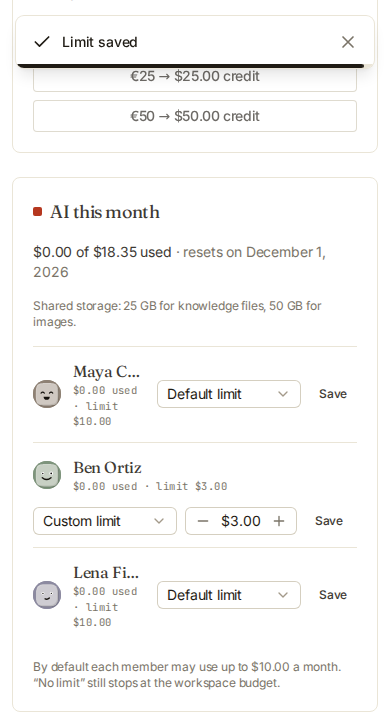 Limit saved
€25 → $25.00 credit
€50 → $50.00 credit
AI this month
$0.00 of $18.35 used · resets on December 1,
2026
Shared storage: 25 GB for knowledge files, 50 GB for
images.
Maya C...
$0.00 used
· limit
$10.00
Default limit
Save
Ben Ortiz
$0.00 used · limit $3.00
Custom limit
− $3.00 +
Save
Lena Fi...
$0.00 used
· limit
$10.00
Default limit
Save
By default each member may use up to $10.00 a month.
“No limit” still stops at the workspace budget.